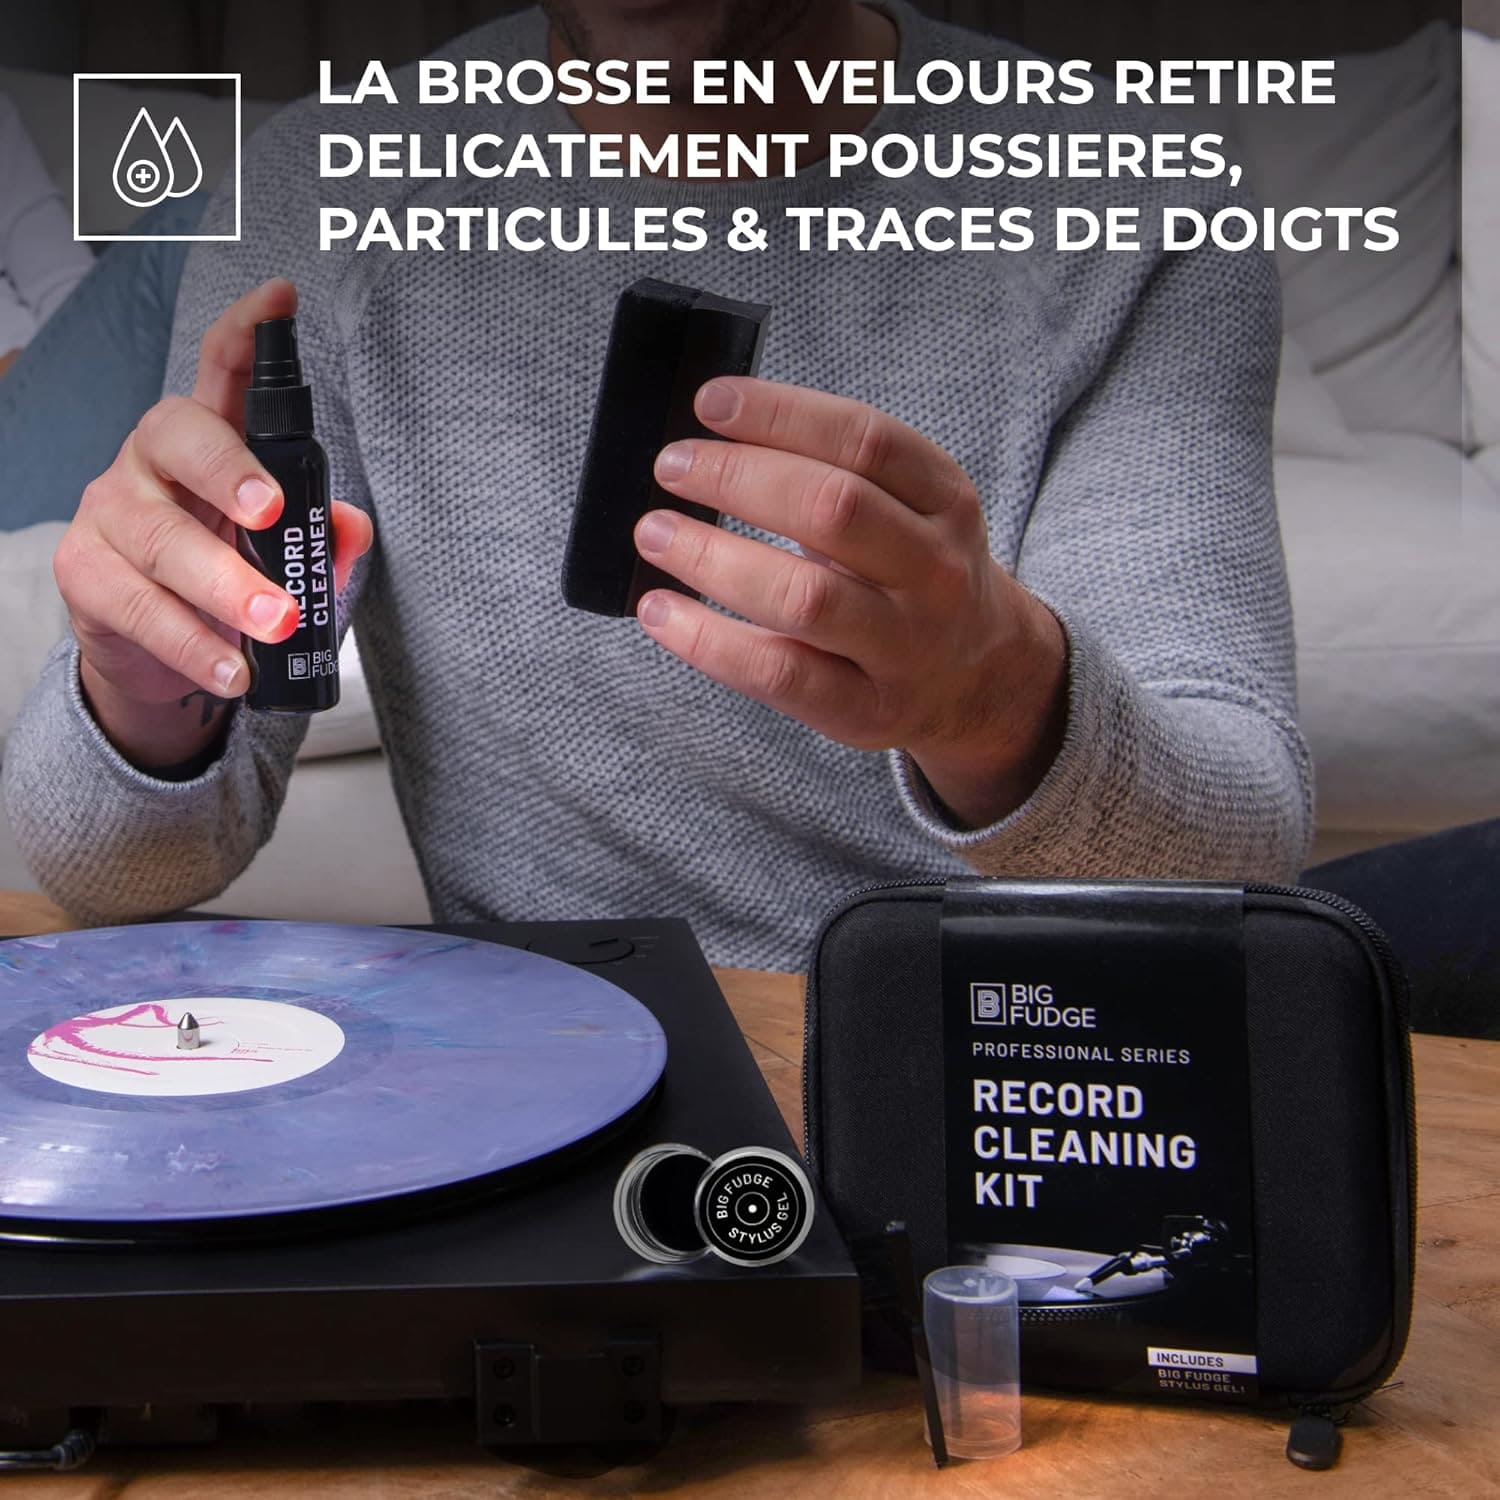 LA BROSSE EN VELOURS RETIRE
DELICATEMENT POUSSIERES,
PARTICULES & TRACES DE DOIGTS
RECORD
CLEANER
BIG
FUDGE
BIG FUDGE
STYLUS GEL
BIG
FUDGE
PROFESSIONAL SERIES
RECORD
CLEANING
KIT
INCLUDES
BIG FUDGE
STYLUS GEL!